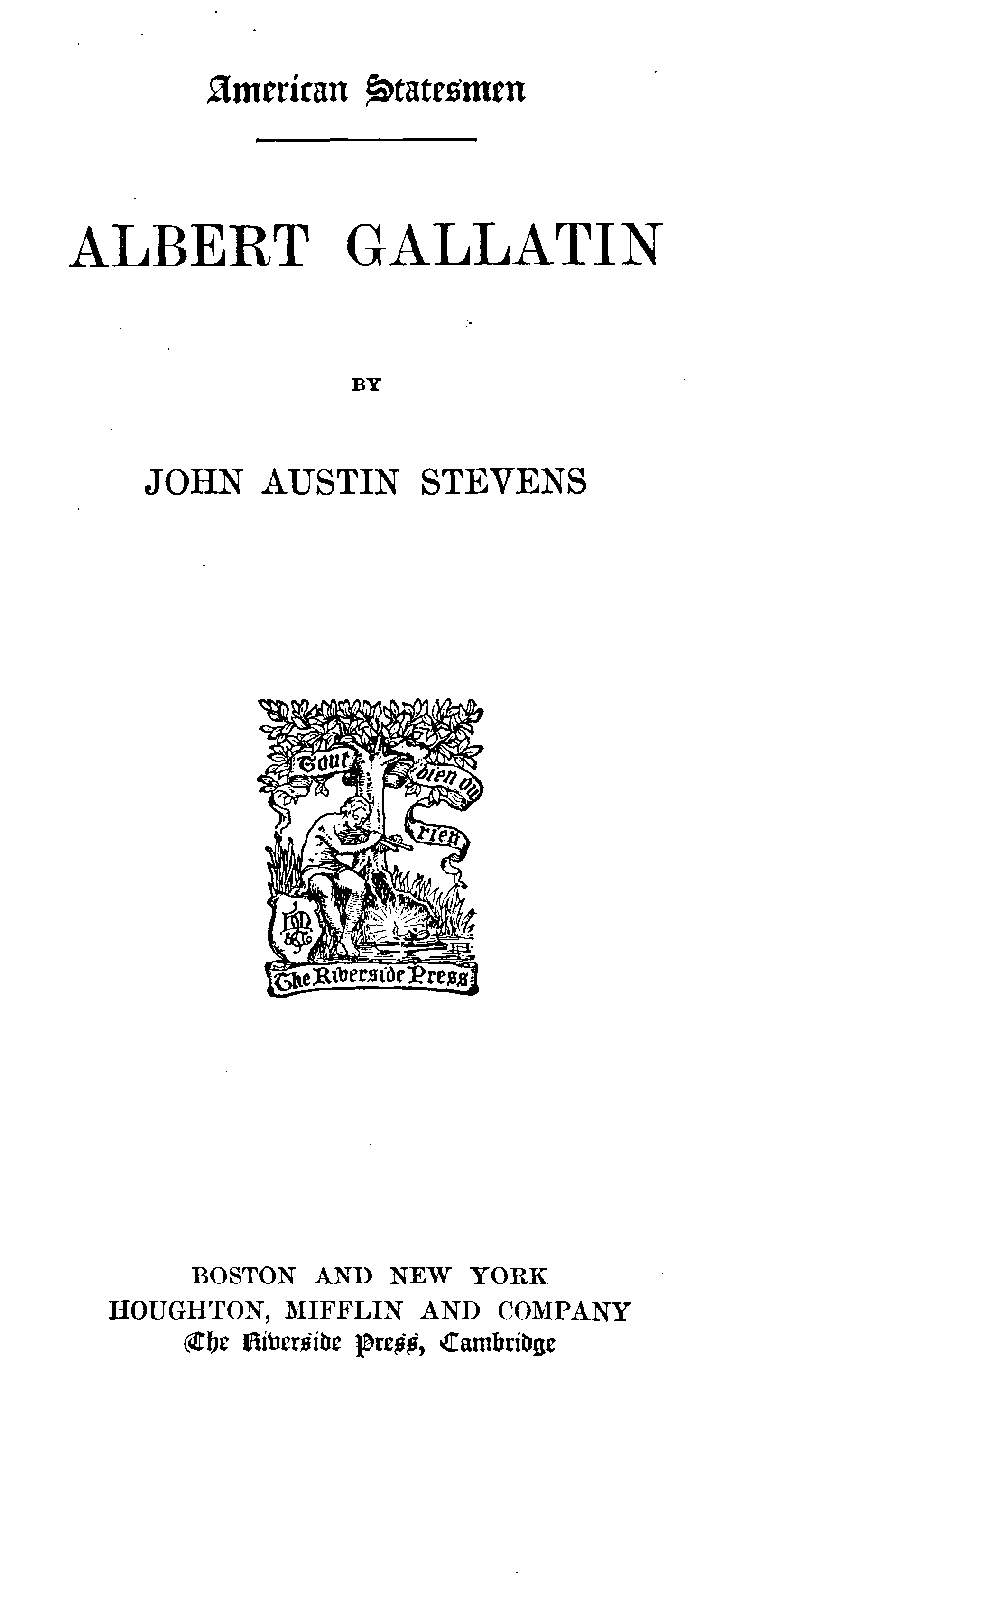 American Statesmen
ALBERT GALLATIN
BY
JOHN AUSTIN STEVENS
Tout
bien ou
rien
The Riverside Press
BOSTON AND NEW YORK
HOUGHTON, MIFFLIN AND COMPANY
The Riverside Press, Cambridge